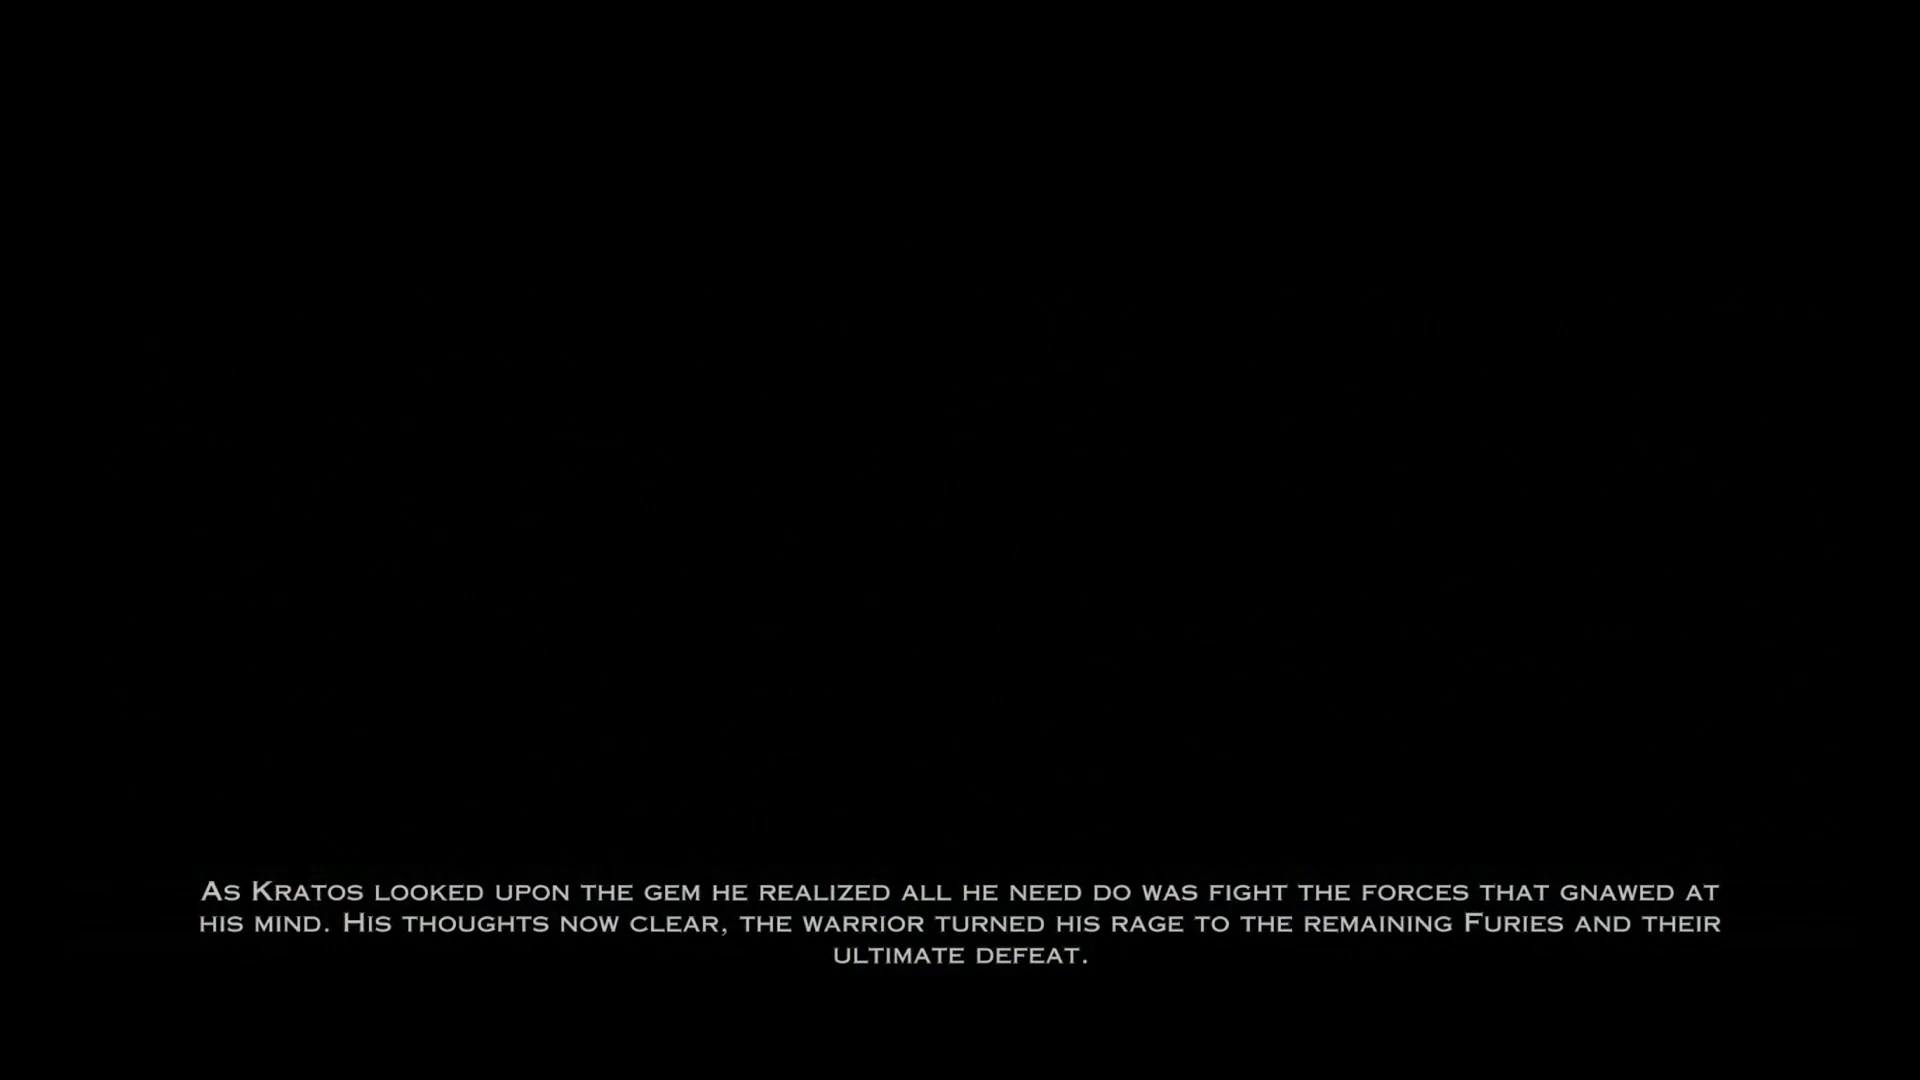 As Kratos looked upon the gem he realized all he need do was fight the forces that gnawed at
his mind. His thoughts now clear, the warrior turned his rage to the remaining Furies and their
ultimate defeat.